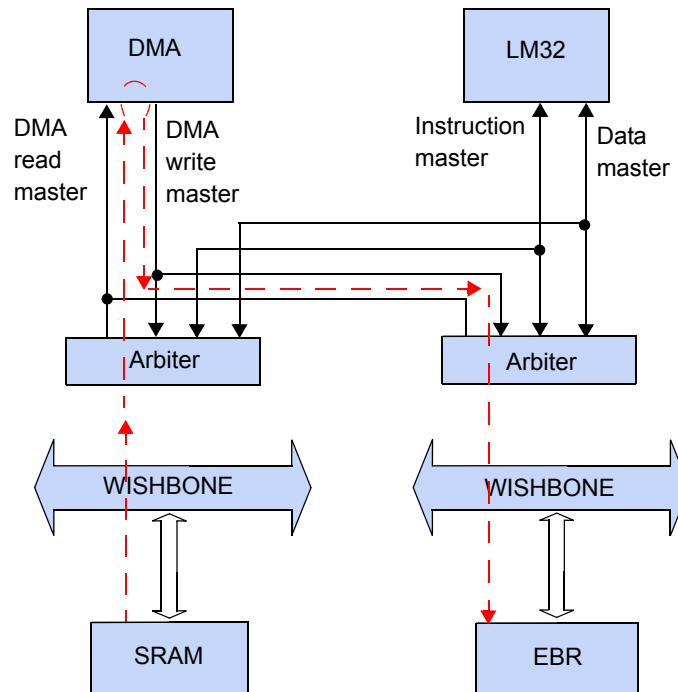 DMA
LM32
DMA
read
master
DMA
write
master
Instruction
master
Data
master
Arbiter
Arbiter
WISHBONE
WISHBONE
SRAM
EBR